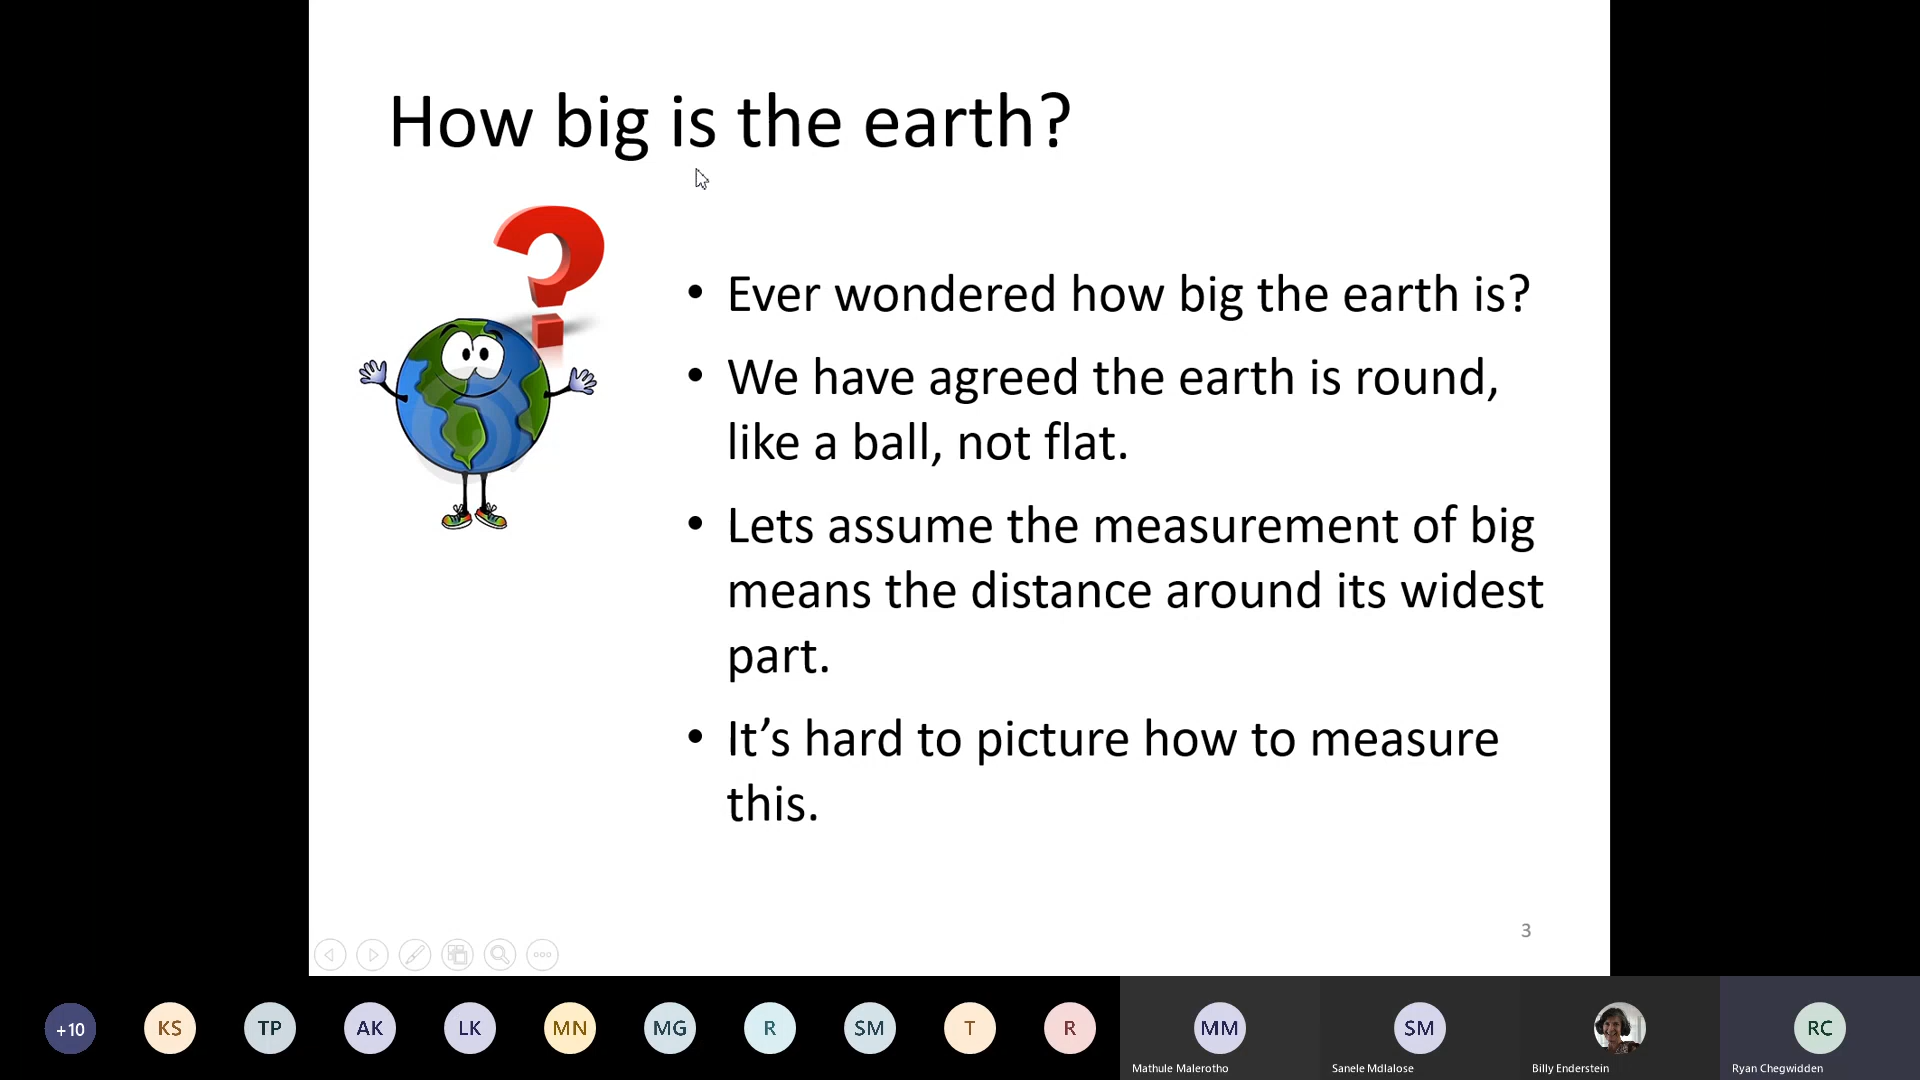 How big is the earth?
• Ever wondered how big the earth is?
• We have agreed the earth is round,
like a ball, not flat.
• Lets assume the measurement of big
means the distance around its widest
part.
• It’s hard to picture how to measure
this.
3
+10
KS
TP
AK
LK
MN
MG
R
SM
T
R
MM
SM
RC
Mathule Malerotho
Sanele Mdlalose
Billy Enderstein
Ryan Chegwidden